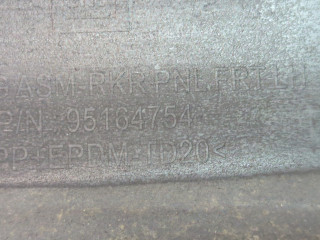 ASM-RKR PNL,FRT LH
P/N: 95164754
PP+EPDM-TD20<